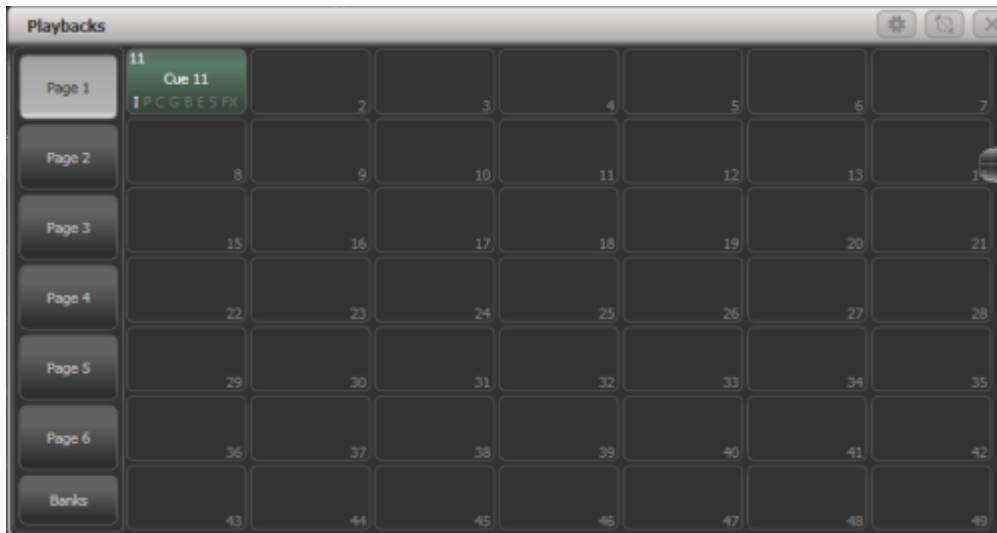 Playbacks
Page 1
11
Cue 11
I P C G B E S FX
2 3 4 5 6 7
Page 2
8 9 10 11 12 13
Page 3
15 16 17 18 19 20 21
Page 4
22 23 24 25 26 27 28
Page 5
29 30 31 32 33 34 35
Page 6
36 37 38 39 40 41 42
Banks
43 44 45 46 47 48 49